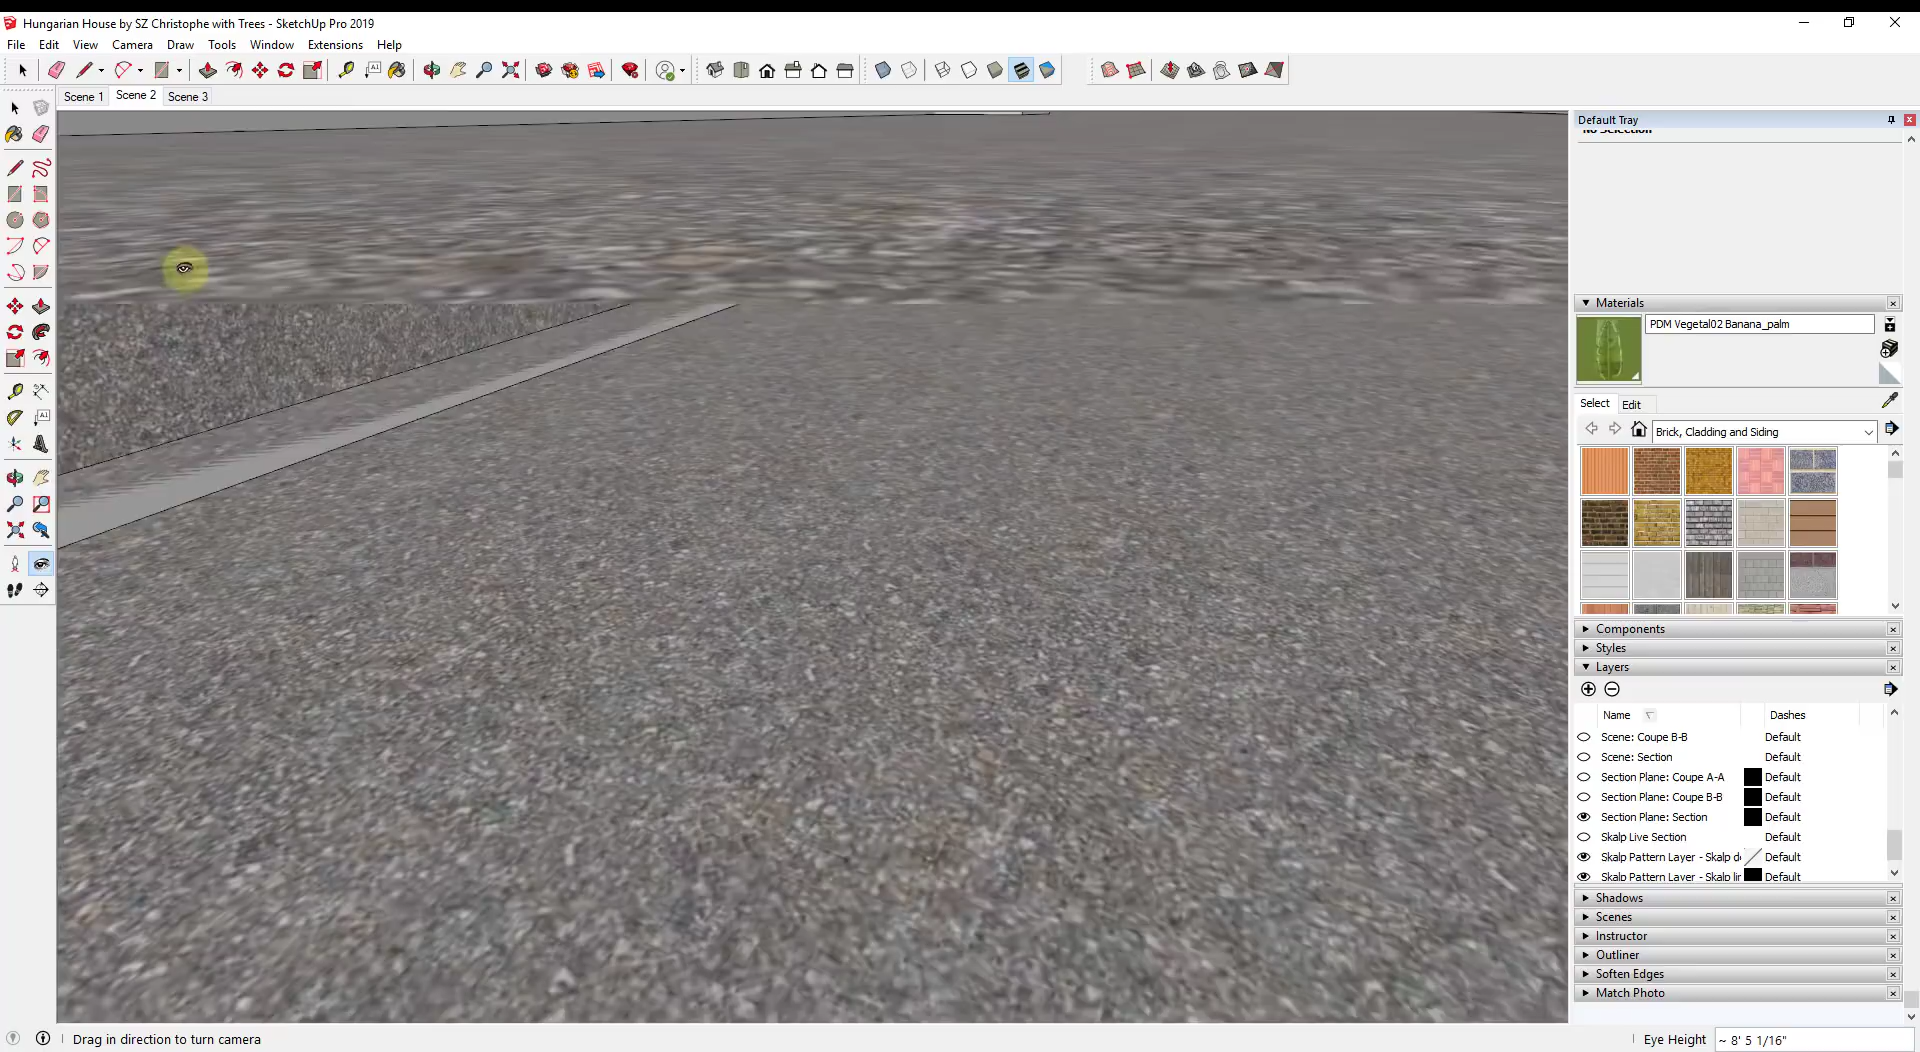 Hungarian House by SZ Christophe with Trees - SketchUp Pro 2019
File Edit View Camera Draw Tools Window Extensions Help
Scene 1 Scene 2 Scene 3
Default Tray
No Selection
Materials
PDM Vegetal02 Banana_palm
Select Edit
Brick, Cladding and Siding
Components
Styles
Layers
Name Dashes
Scene: Coupe B-B Default
Scene: Section Default
Section Plane: Coupe A-A Default
Section Plane: Coupe B-B Default
Section Plane: Section Default
Skalp Live Section Default
Skalp Pattern Layer - Skalp d Default
Skalp Pattern Layer - Skalp li Default
Shadows
Scenes
Instructor
Outliner
Soften Edges
Match Photo
Drag in direction to turn camera
Eye Height ~ 8' 5 1/16"